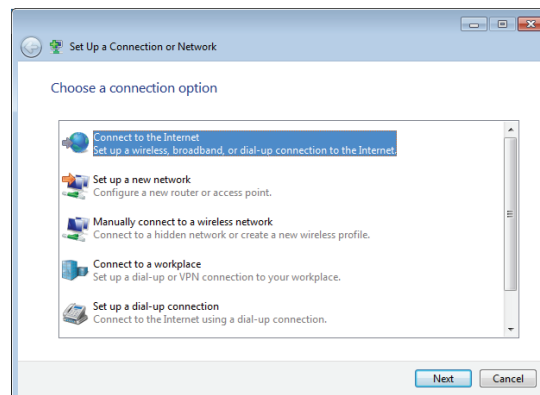 Set Up a Connection or Network
Choose a connection option
Connect to the Internet
Set up a wireless, broadband, or dial-up connection to the Internet.
Set up a new network
Configure a new router or access point.
Manually connect to a wireless network
Connect to a hidden network or create a new wireless profile.
Connect to a workplace
Set up a dial-up or VPN connection to your workplace.
Set up a dial-up connection
Connect to the Internet using a dial-up connection.
Next Cancel